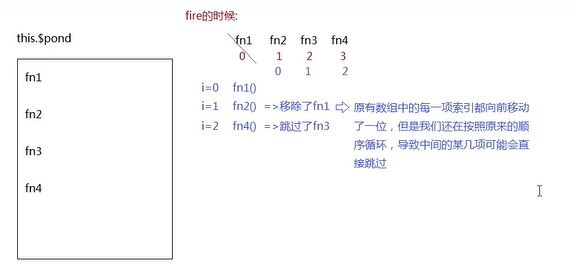 fire的时候:
this.$pond
fn1 fn2 fn3 fn4
0 1 2 3
0 1 2
fn1
fn2
fn3
fn4
i=0 fn1()
i=1 fn2() =>移除了fn1
i=2 fn4() =>跳过了fn3
原有数组中的每一项索引都向前移动
了一位，但是我们还在按照原来的顺
序循环，导致中间的某几项可能会直
接跳过